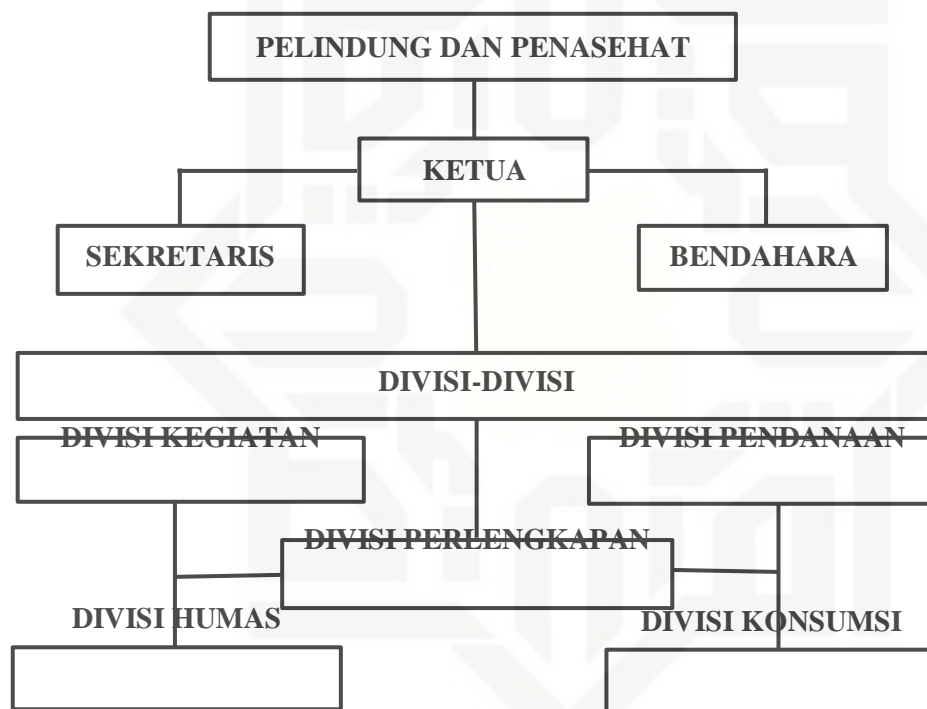 PELINDUNG DAN PENASEHAT
KETUA
SEKRETARIS
BENDAHARA
DIVISI-DIVISI
DIVISI KEGIATAN
DIVISI PENDANAAN
DIVISI PERLENGKAPAN
DIVISI HUMAS
DIVISI KONSUMSI